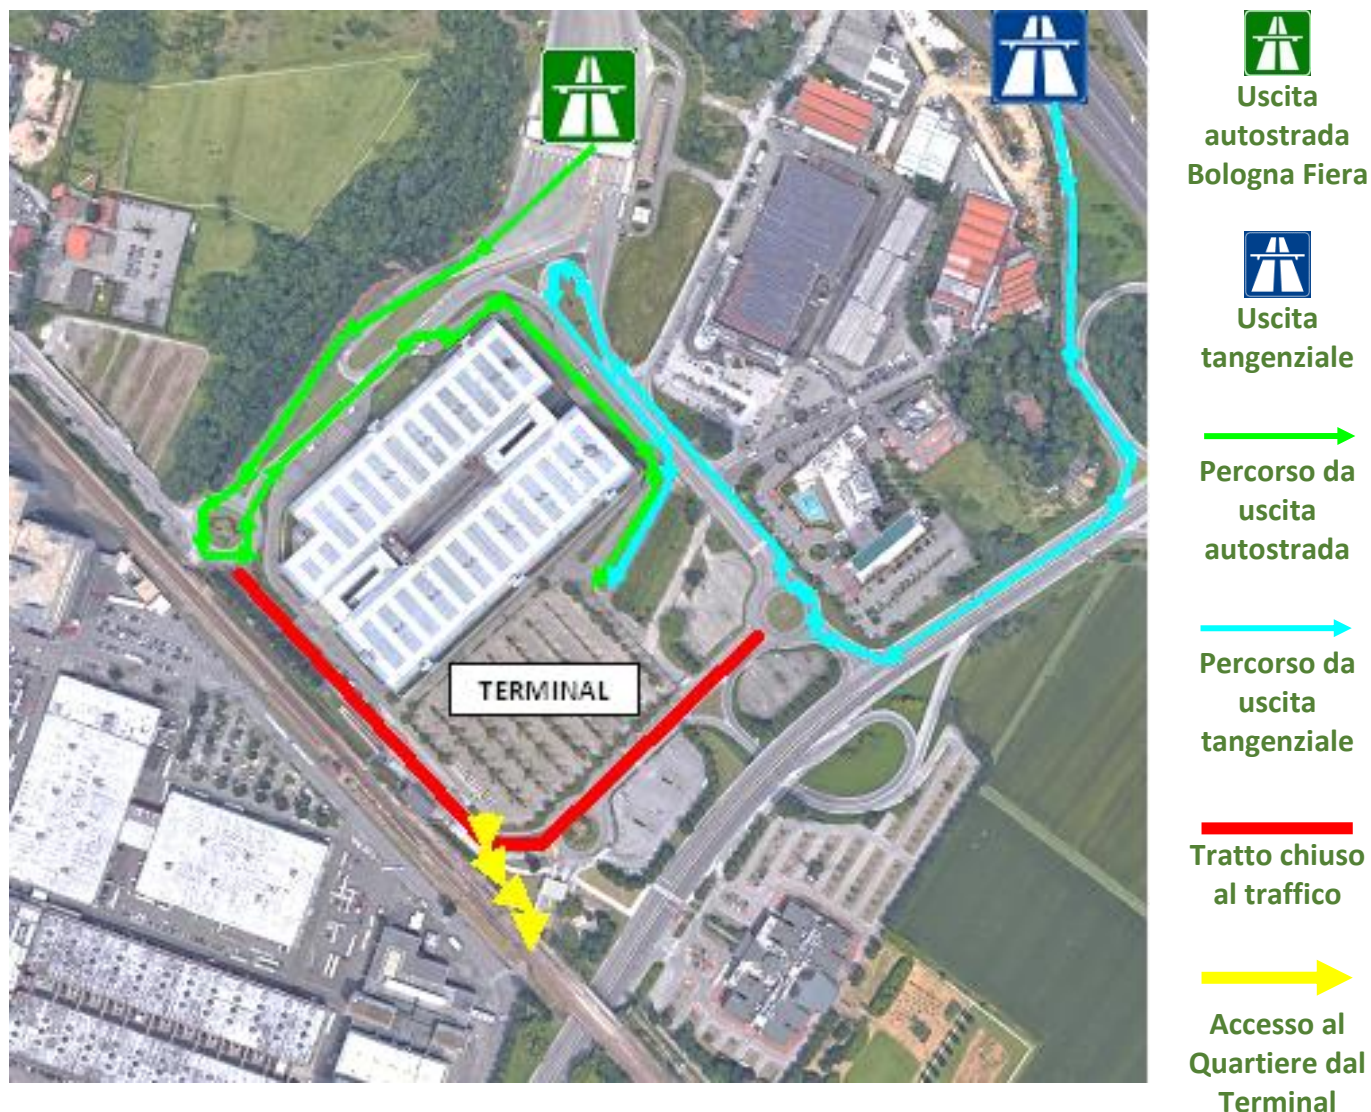 TERMINAL
Uscita
autostrada
Bologna Fiera
Uscita
tangenziale
Percorso da
uscita
autostrada
Percorso da
uscita
tangenziale
Tratto chiuso
al traffico
Accesso al
Quartiere dal
Terminal